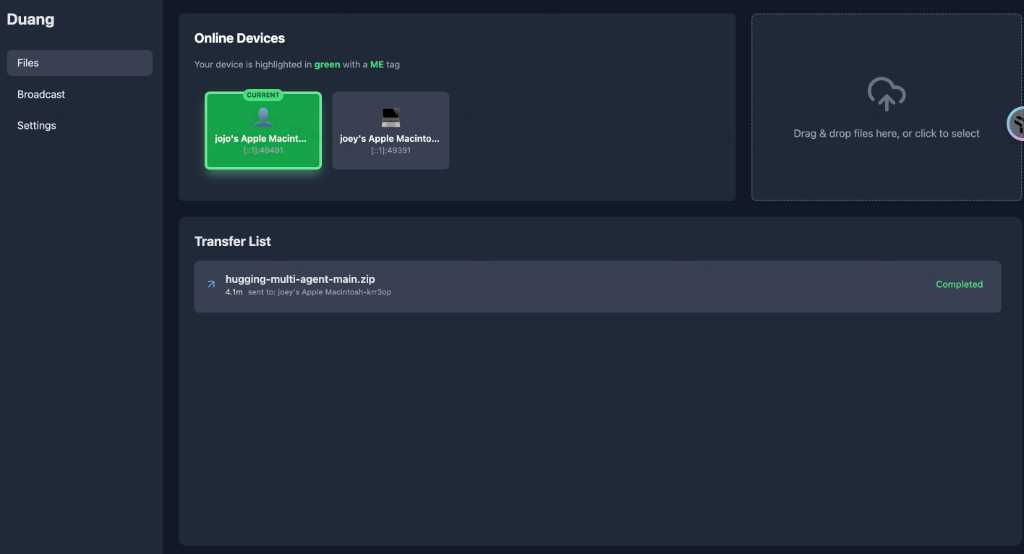 Duang
Files
Broadcast
Settings
Online Devices
Your device is highlighted in green with a ME tag
CURRENT
jojo's Apple Macint...
[::1]:49491
joey's Apple Macinto...
[::1]:49391
Drag & drop files here, or click to select
Transfer List
hugging-multi-agent-main.zip
4.1m sent to: joey's Apple Macintosh-krr3op
Completed